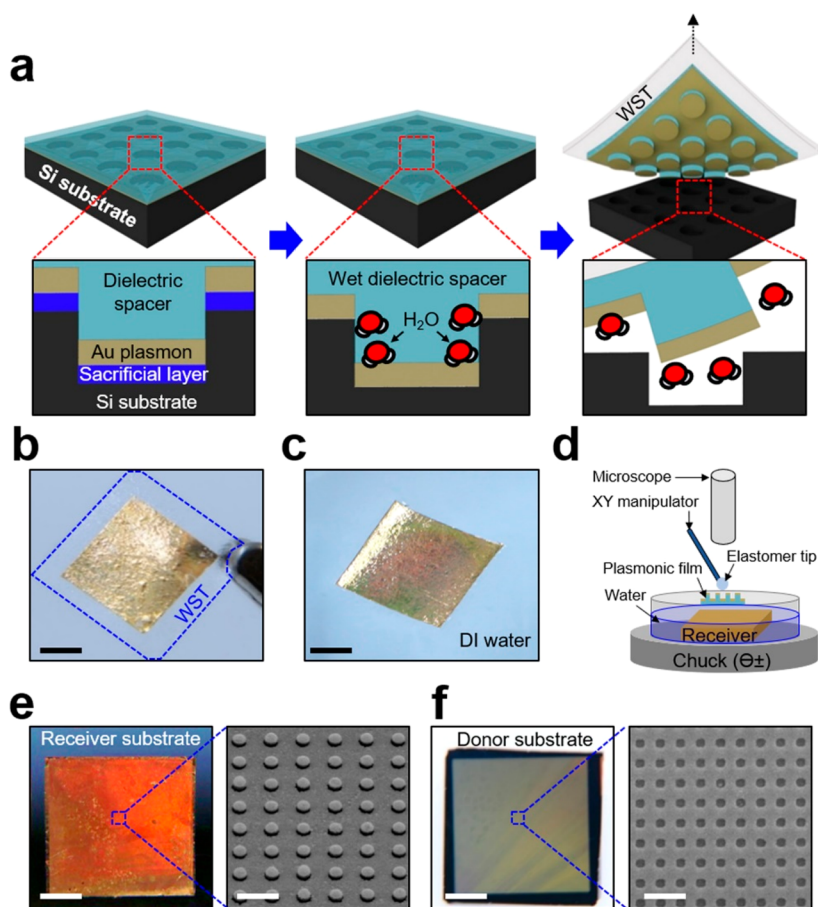 a
WST
Si substrate
Dielectric
spacer
Au plasmon
Sacrificial layer
Si substrate
Wet dielectric spacer
H₂O
b
WST
c
DI water
d
Microscope
XY manipulator
Elastomer tip
Plasmonic film
Water
Receiver
Chuck (Θ±)
e
Receiver substrate
f
Donor substrate